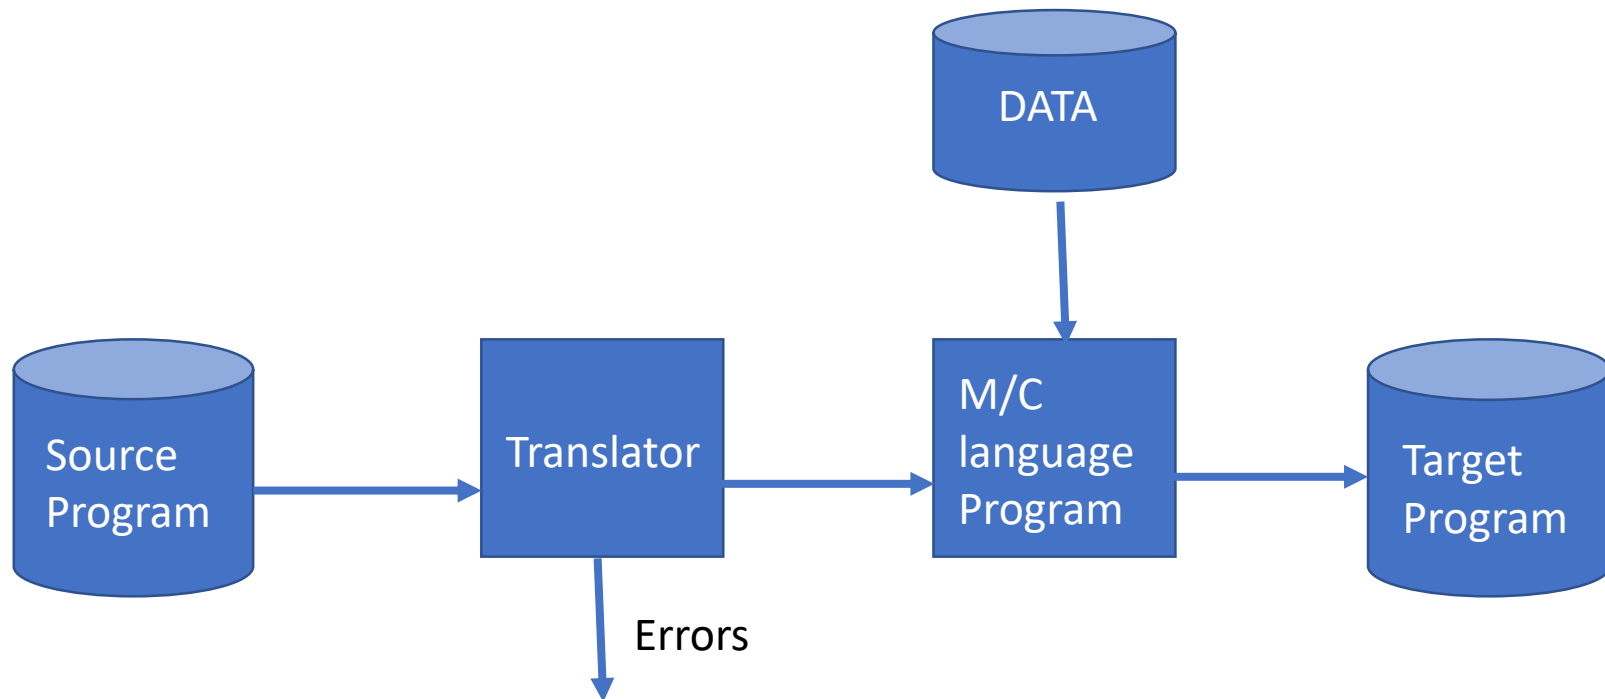 DATA
Source
Program
Translator
M/C
language
Program
Target
Program
Errors